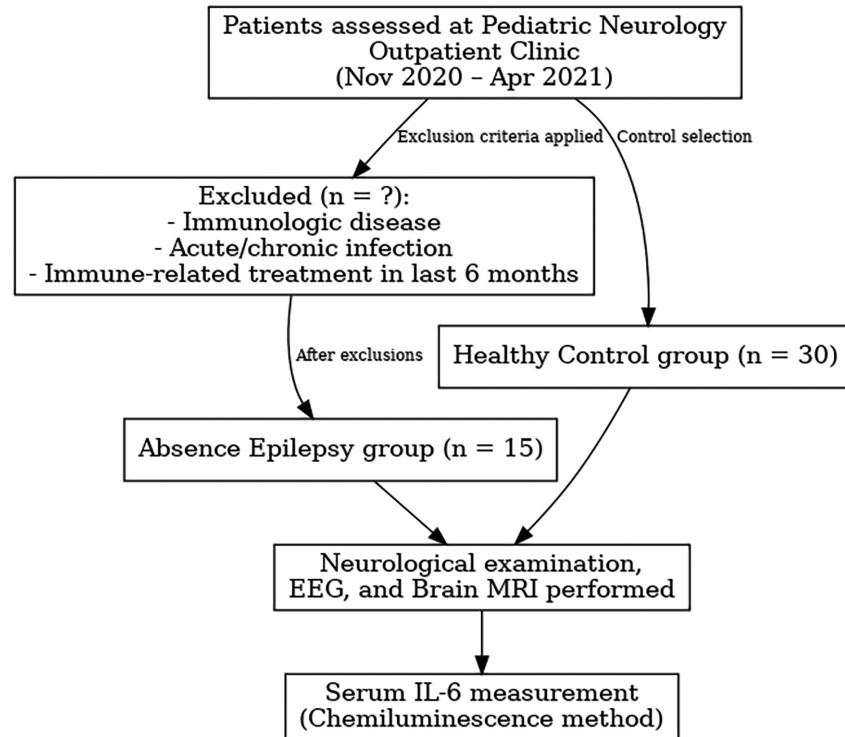 Patients assessed at Pediatric Neurology
Outpatient Clinic
(Nov 2020 – Apr 2021)
Exclusion criteria applied
Control selection
Excluded (n = ?):
- Immunologic disease
- Acute/chronic infection
- Immune-related treatment in last 6 months
After exclusions
Healthy Control group (n = 30)
Absence Epilepsy group (n = 15)
Neurological examination,
EEG, and Brain MRI performed
Serum IL-6 measurement
(Chemiluminescence method)